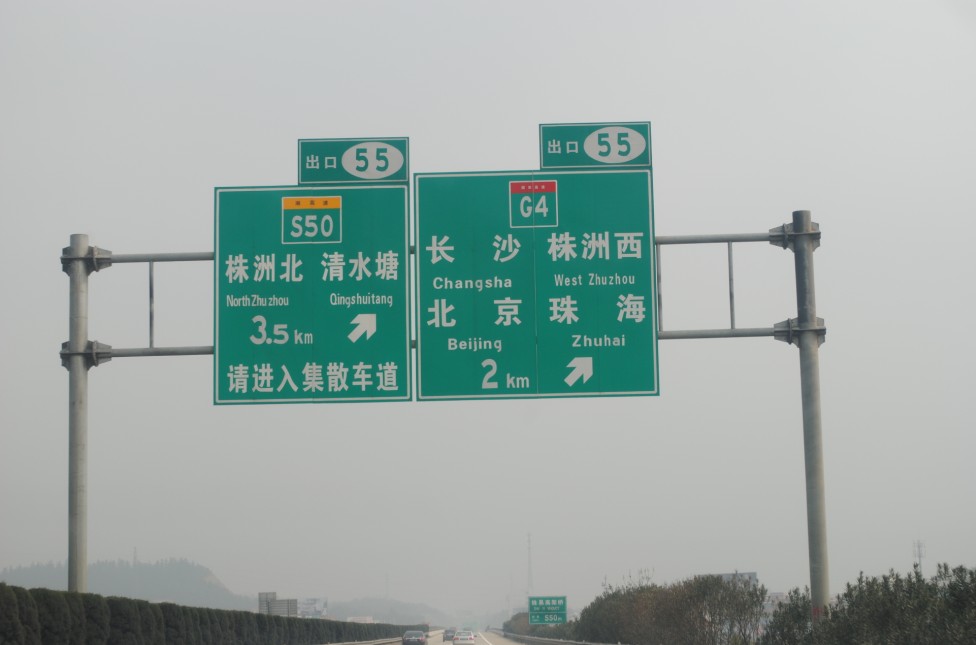 出口 55
S50
株洲北 清水塘
North Zhuzhou Qingshuitang
3.5 km
请进入集散车道
出口 55
G4
长沙 株洲西
Changsha West Zhuzhou
北京 珠海
Beijing Zhuhai
2 km